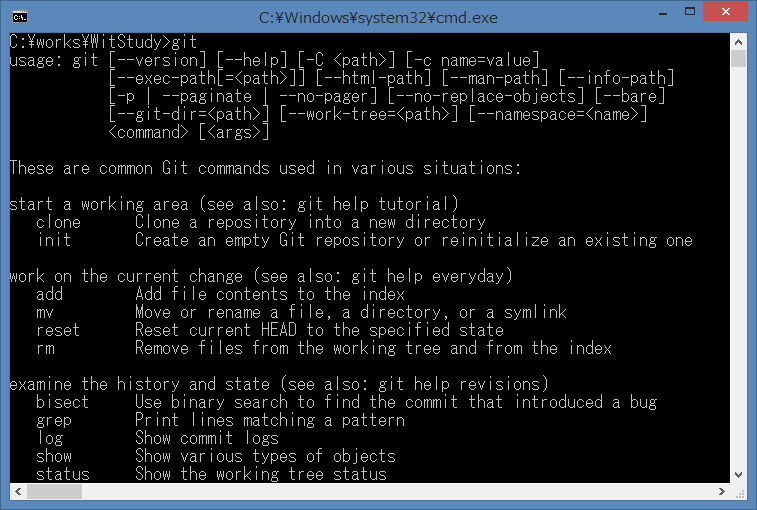 C:¥Windows¥system32¥cmd.exe
C:¥works¥WitStudy>git
usage: git [--version] [--help] [-C <path>] [-c name=value]
           [--exec-path[=<path>]] [--html-path] [--man-path] [--info-path]
           [-p | --paginate | --no-pager] [--no-replace-objects] [--bare]
           [--git-dir=<path>] [--work-tree=<path>] [--namespace=<name>]
           <command> [<args>]

These are common Git commands used in various situations:

start a working area (see also: git help tutorial)
   clone      Clone a repository into a new directory
   init       Create an empty Git repository or reinitialize an existing one

work on the current change (see also: git help everyday)
   add        Add file contents to the index
   mv         Move or rename a file, a directory, or a symlink
   reset      Reset current HEAD to the specified state
   rm         Remove files from the working tree and from the index

examine the history and state (see also: git help revisions)
   bisect     Use binary search to find the commit that introduced a bug
   grep       Print lines matching a pattern
   log        Show commit logs
   show       Show various types of objects
   status     Show the working tree status